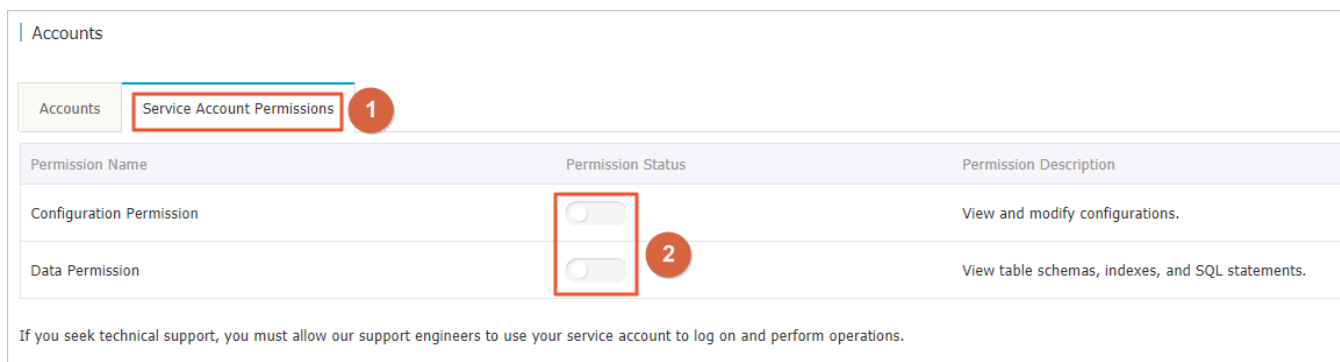 Accounts
Accounts
Service Account Permissions
1
Permission Name
Permission Status
Permission Description
Configuration Permission
View and modify configurations.
2
Data Permission
View table schemas, indexes, and SQL statements.
If you seek technical support, you must allow our support engineers to use your service account to log on and perform operations.